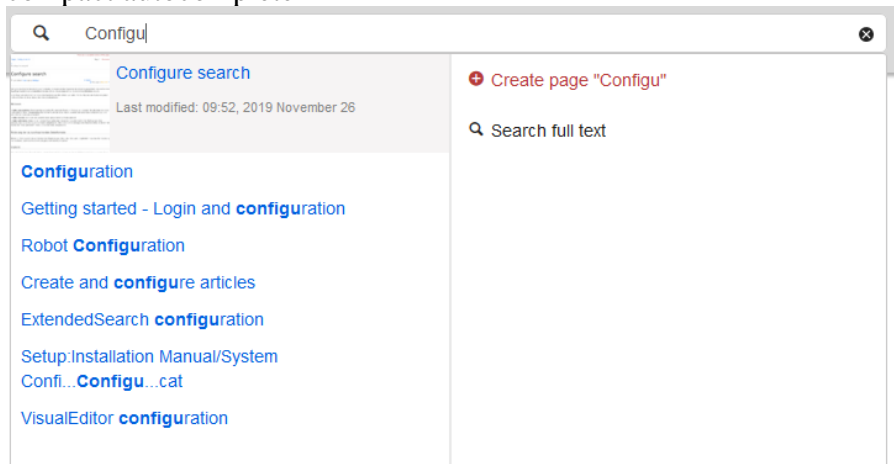 Configu
Configure search
Last modified: 09:52, 2019 November 26
Configuration
Getting started - Login and configuration
Robot Configuration
Create and configure articles
ExtendedSearch configuration
Setup:Installation Manual/System
Confi...Configu...cat
VisualEditor configuration
Create page "Configu"
Search full text